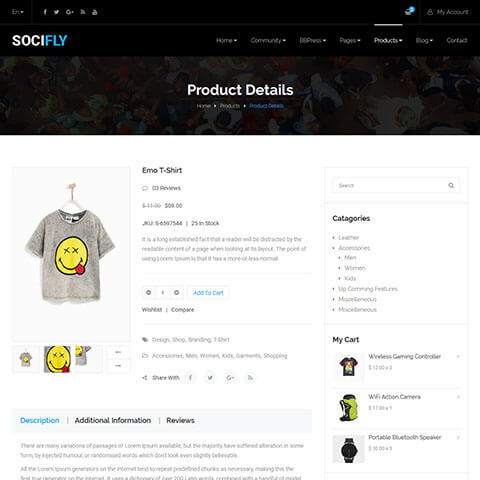 En
My Account
SOCIFLY
Home Community BBPress Pages Products Blog Contact
Product Details
Home Products Product Details
Emo T-Shirt
03 Reviews
$ 11.00 $09.00
JKU: S-6597544 | 25 In Stock
It is a long established fact that a reader will be distracted by the
readable content of a page when looking at its layout. The point of
using Lorem Ipsum is that it has a more-or-less normal.
1 Add To Cart
Wishlist | Compare
Design, Shop, Branding, T-Shirt
Accessories, Men, Women, Kids, Garments, Shopping
Share With
Search
Catagories
Leather
Accessories
Men
Women
Kids
Up Comming Features
Miscellaneous
Miscellaneous
My Cart
Wireless Gaming Controller
$ 12.00 x 3
WiFi Action Camera
$ 17.00 x 1
Portable Bluetooth Speaker
$ 10.00 x 3
Description | Additional Information | Reviews
There are many variations of passages of Lorem Ipsum available, but the majority have suffered alteration in some
form, by injected humour, or randomised words which don't look even slightly believable.
All the Lorem Ipsum generators on the Internet tend to repeat predefined chunks as necessary, making this the
first true generator on the Internet. It uses a dictionary of over 200 Latin words, combined with a handful of model